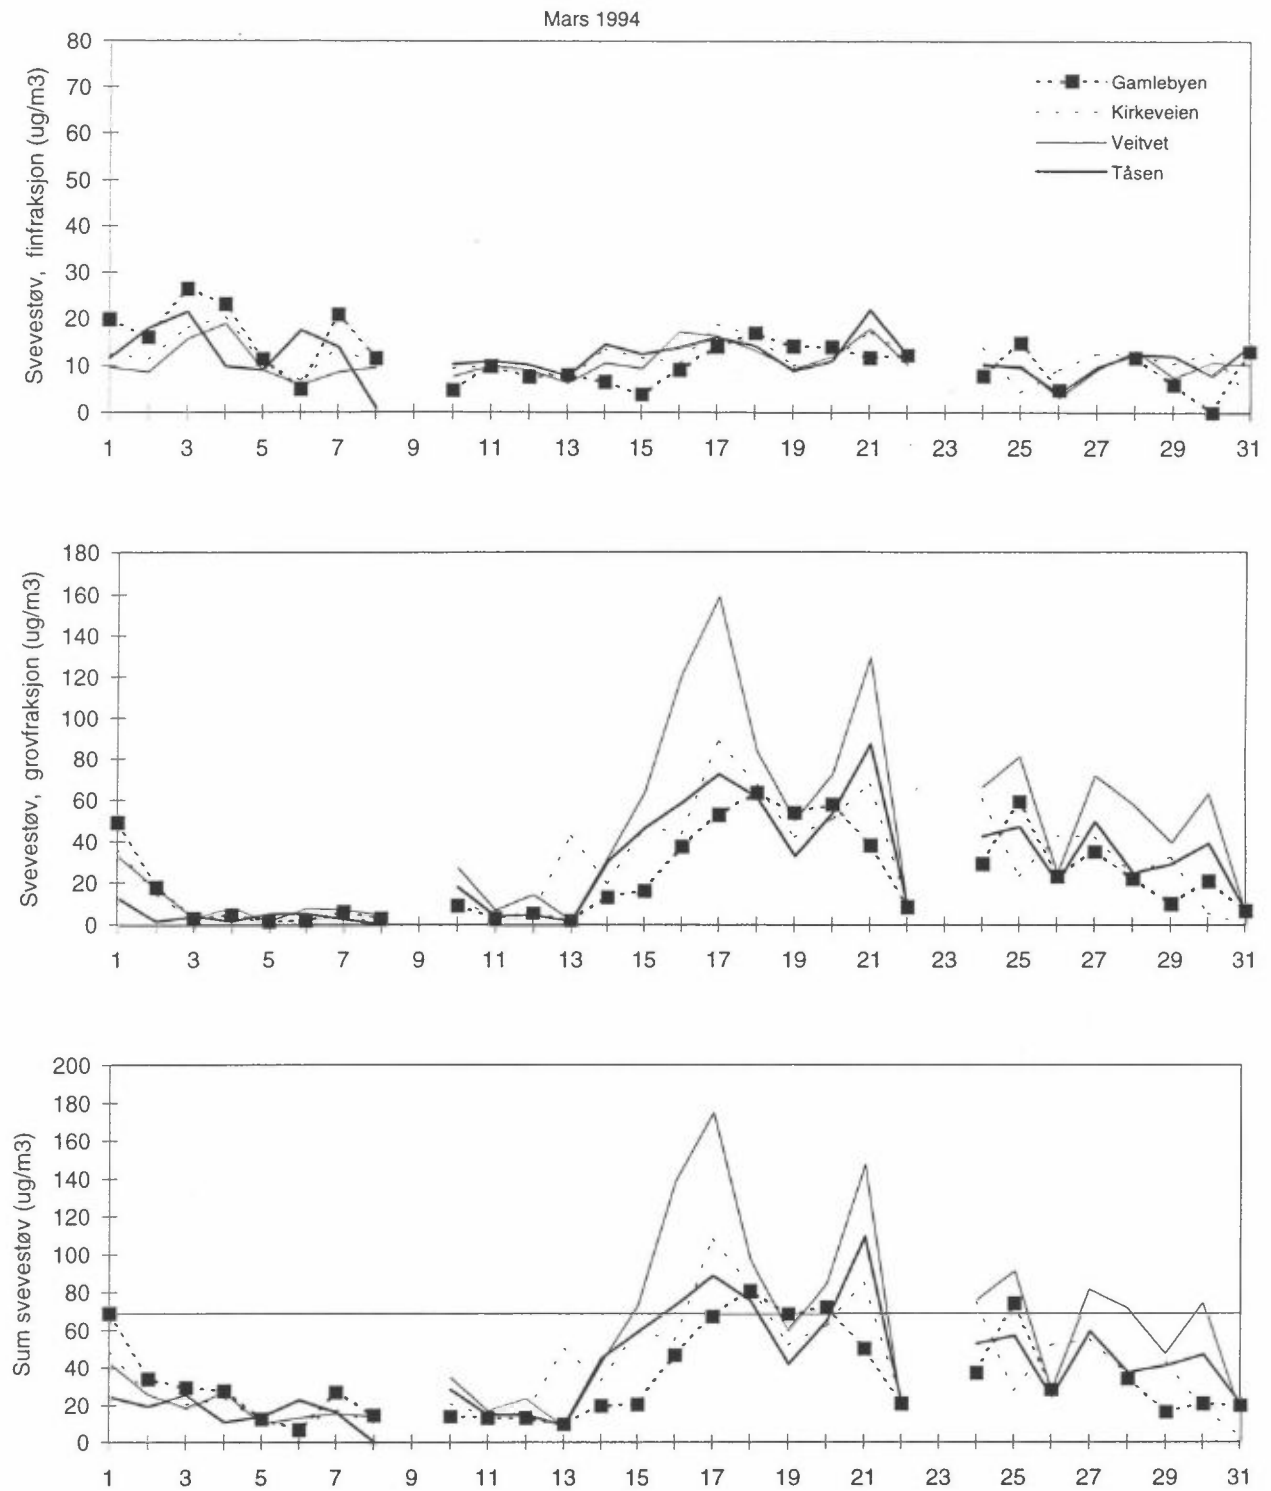 Mars 1994
Svevestøv, finfraksjon (ug/m3)
80
70
60
50
40
30
20
10
0
Gamlebyen
Kirkeveien
Veitvet
Tåsen
1 3 5 7 9 11 13 15 17 19 21 23 25 27 29 31
Svevestøv, grovfraksjon (ug/m3)
180
160
140
120
100
80
60
40
20
0
1 3 5 7 9 11 13 15 17 19 21 23 25 27 29 31
Sum svevestøv (ug/m3)
200
180
160
140
120
100
80
60
40
20
0
1 3 5 7 9 11 13 15 17 19 21 23 25 27 29 31